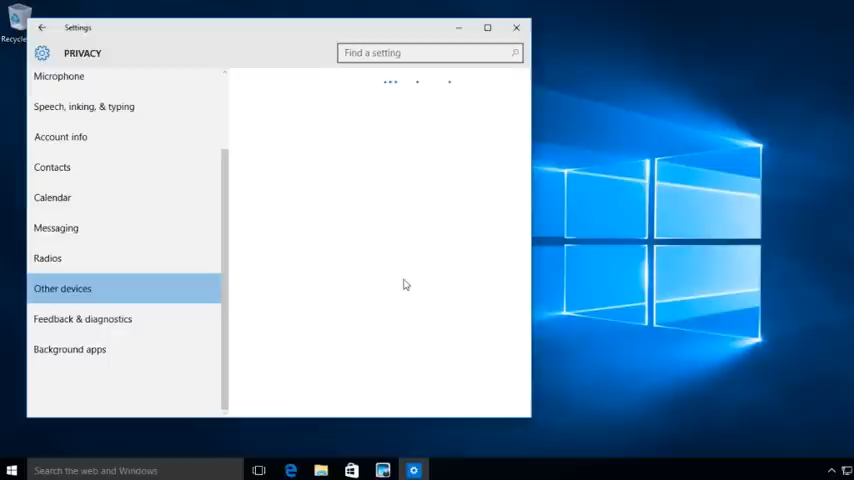 Recycle
Settings
PRIVACY
Find a setting
Microphone
Speech, inking, & typing
Account info
Contacts
Calendar
Messaging
Radios
Other devices
Feedback & diagnostics
Background apps
Search the web and Windows